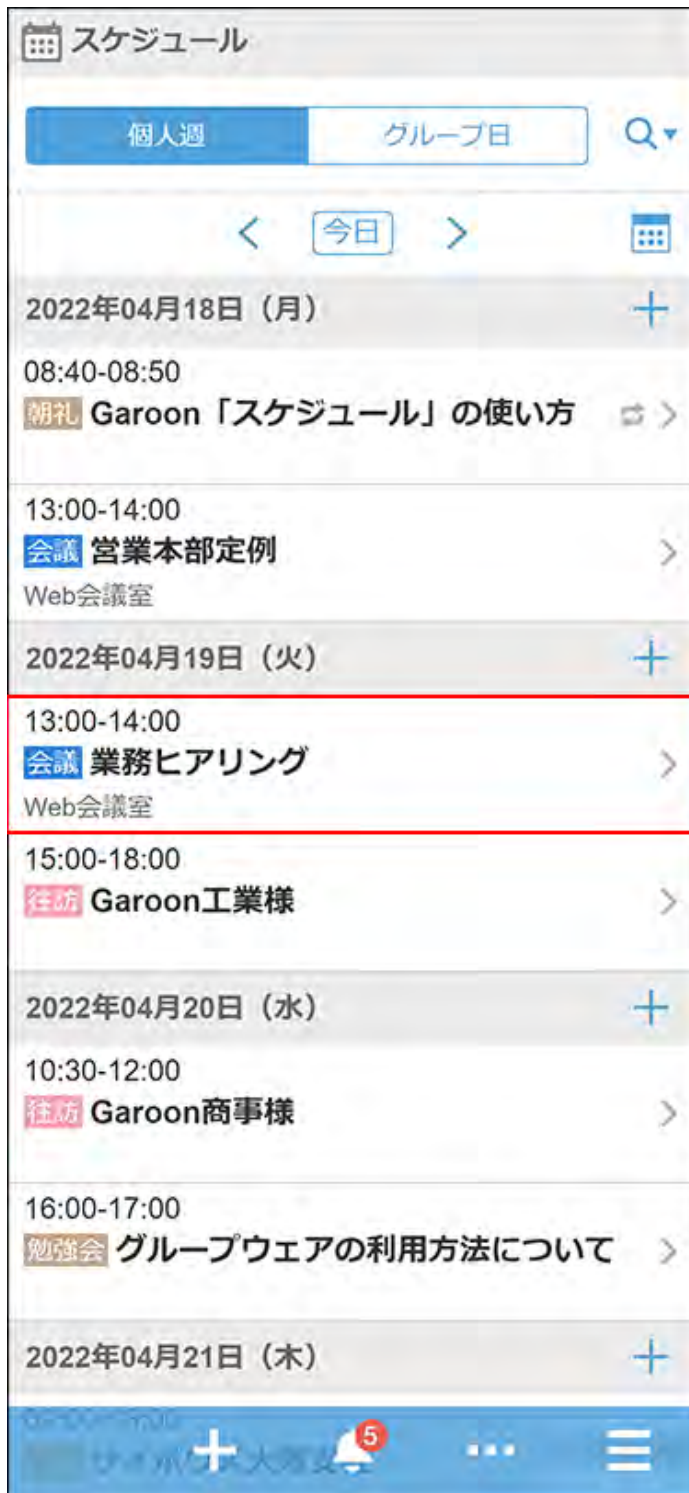 スケジュール
個人週
グループ日
今日
2022年04月18日（月）
08:40-08:50
朝礼 Garoon「スケジュール」の使い方
13:00-14:00
会議 営業本部定例
Web会議室
2022年04月19日（火）
13:00-14:00
会議 業務ヒアリング
Web会議室
15:00-18:00
往訪 Garoon工業様
2022年04月20日（水）
10:30-12:00
往訪 Garoon商事様
16:00-17:00
勉強会 グループウェアの利用方法について
2022年04月21日（木）
5